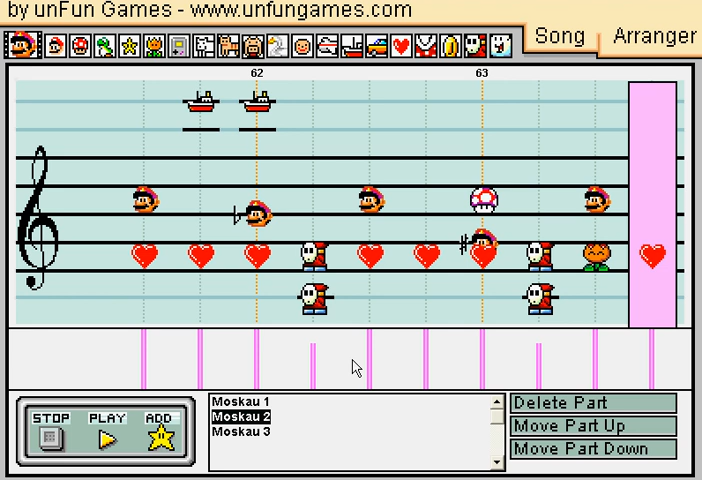 by unFun Games - www.unfungames.com
Song
Arranger
62
63
STOP
PLAY
ADD
Moskau 1
Moskau 2
Moskau 3
Delete Part
Move Part Up
Move Part Down